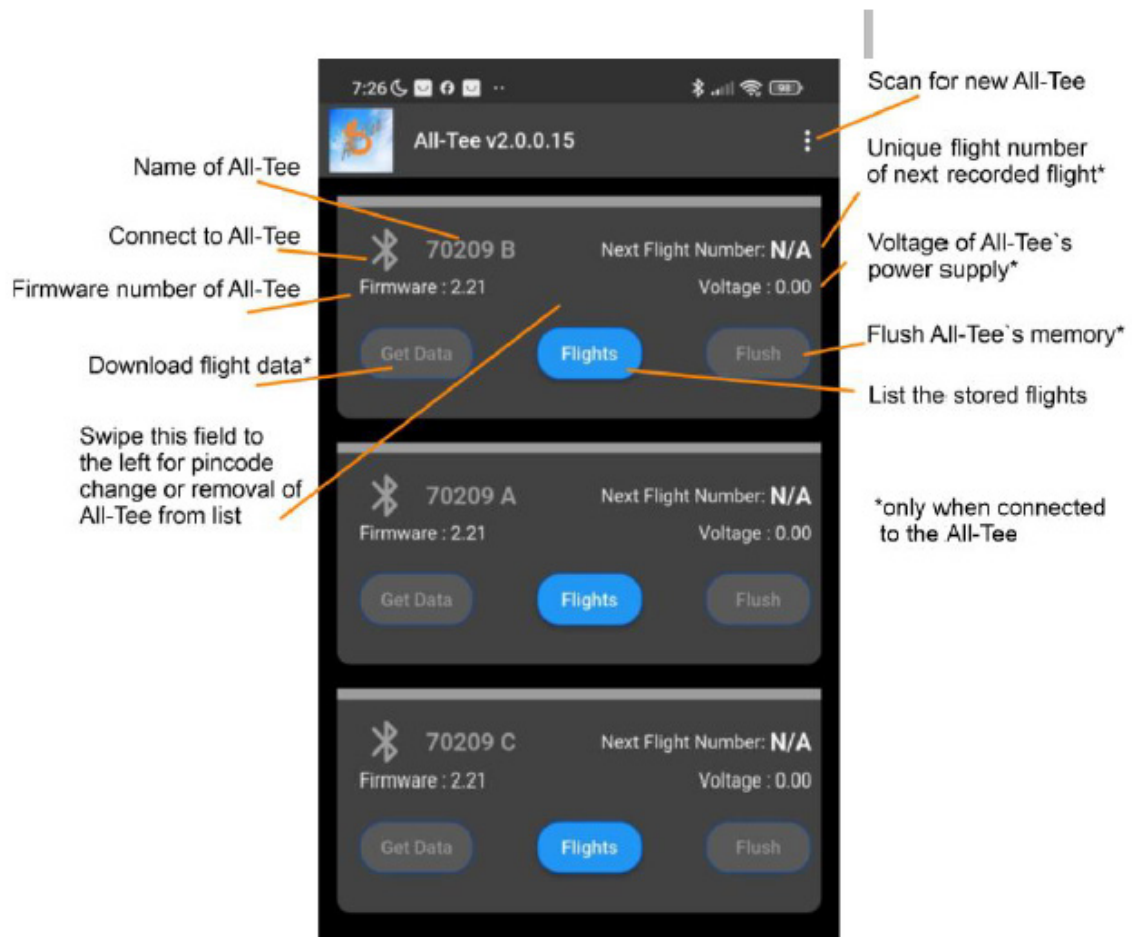 7:26
98
Scan for new All-Tee
All-Tee v2.0.0.15
Unique flight number
of next recorded flight*
Name of All-Tee
Connect to All-Tee
Firmware number of All-Tee
Download flight data*
Swipe this field to
the left for pincode
change or removal of
All-Tee from list
Voltage of All-Tee`s
power supply*
Flush All-Tee`s memory*
List the stored flights
*only when connected
to the All-Tee
70209 B
Next Flight Number: N/A
Firmware : 2.21
Voltage : 0.00
Get Data
Flights
Flush
70209 A
Next Flight Number: N/A
Firmware : 2.21
Voltage : 0.00
Get Data
Flights
Flush
70209 C
Next Flight Number: N/A
Firmware : 2.21
Voltage : 0.00
Get Data
Flights
Flush